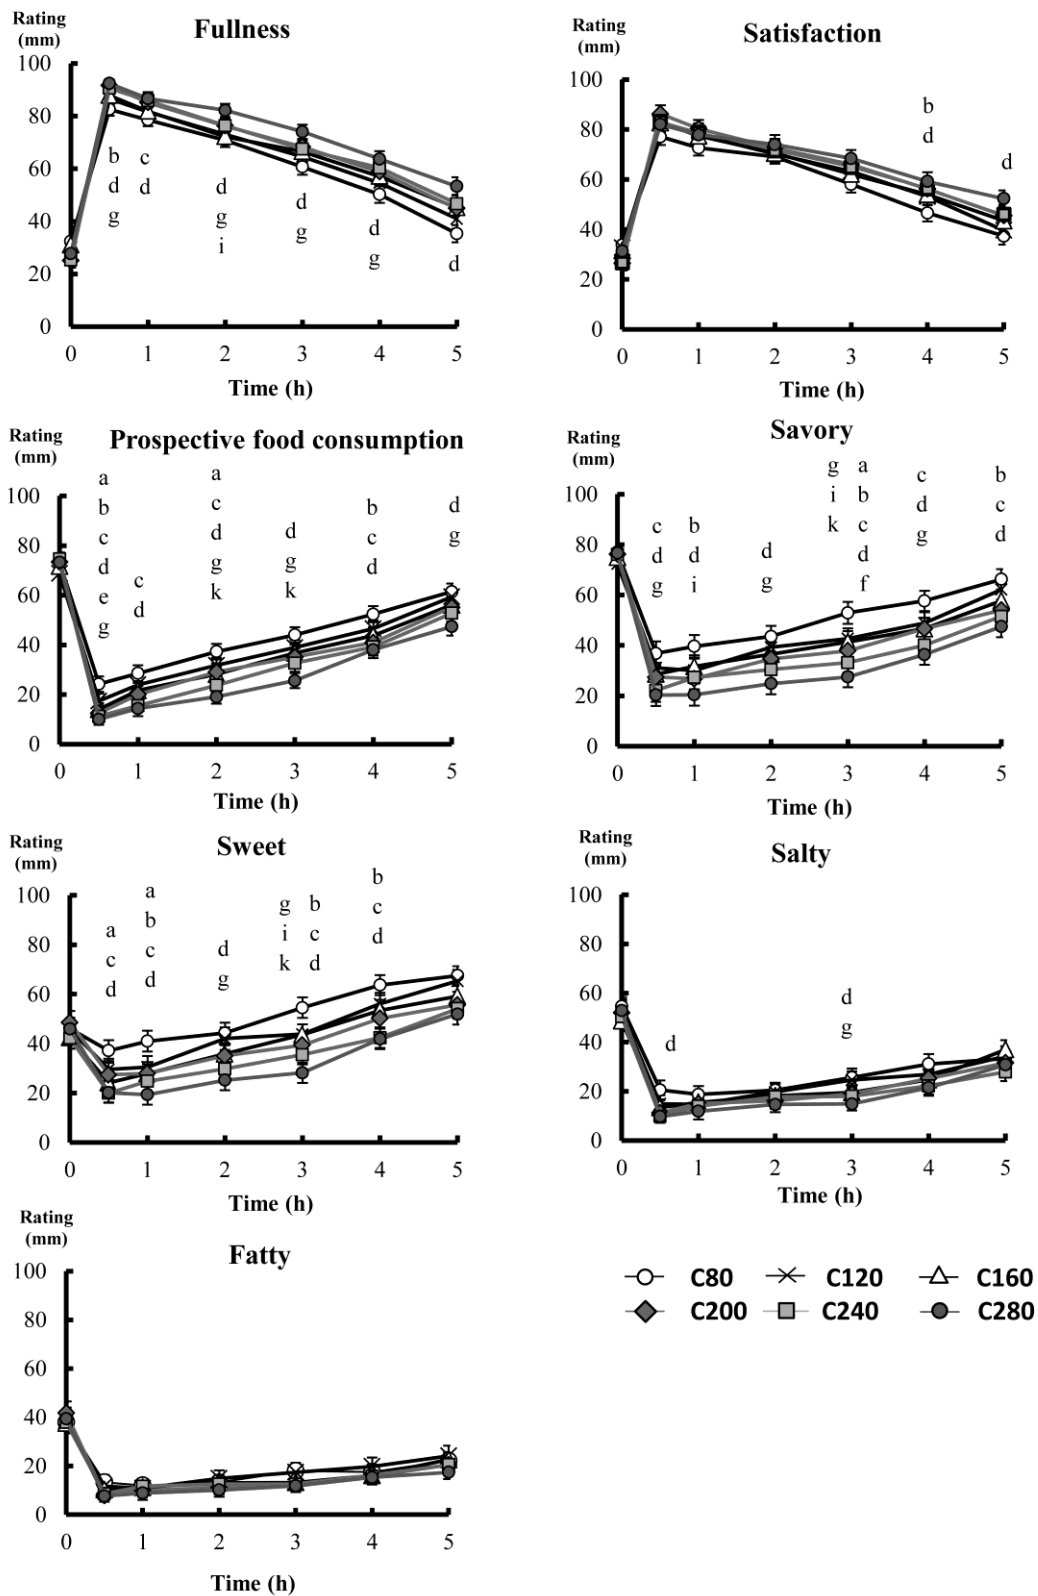 Rating
(mm)
Fullness
100
80
60
40
20
0
b
d
g
c
d
d
g
i
d
g
d
g
d
0
1
2
3
4
5
Time (h)
Rating
(mm)
Satisfaction
100
80
60
40
20
0
b
d
d
0
1
2
3
4
5
Time (h)
Rating
(mm)
Prospective food consumption
100
80
60
40
20
0
a
b
c
d
e
g
c
d
a
c
d
g
k
d
g
k
b
c
d
d
g
0
1
2
3
4
5
Time (h)
Rating
(mm)
Savory
100
80
60
40
20
0
c
d
g
b
d
i
d
g
g
i
k
a
b
c
d
f
c
d
g
b
c
d
0
1
2
3
4
5
Time (h)
Rating
(mm)
Sweet
100
80
60
40
20
0
a
c
d
a
b
c
d
d
g
g
i
k
b
c
d
b
c
d
0
1
2
3
4
5
Time (h)
Rating
(mm)
Salty
100
80
60
40
20
0
d
d
g
0
1
2
3
4
5
Time (h)
Rating
(mm)
Fatty
100
80
60
40
20
0
0
1
2
3
4
5
Time (h)
C80 C120 C160
C200 C240 C280